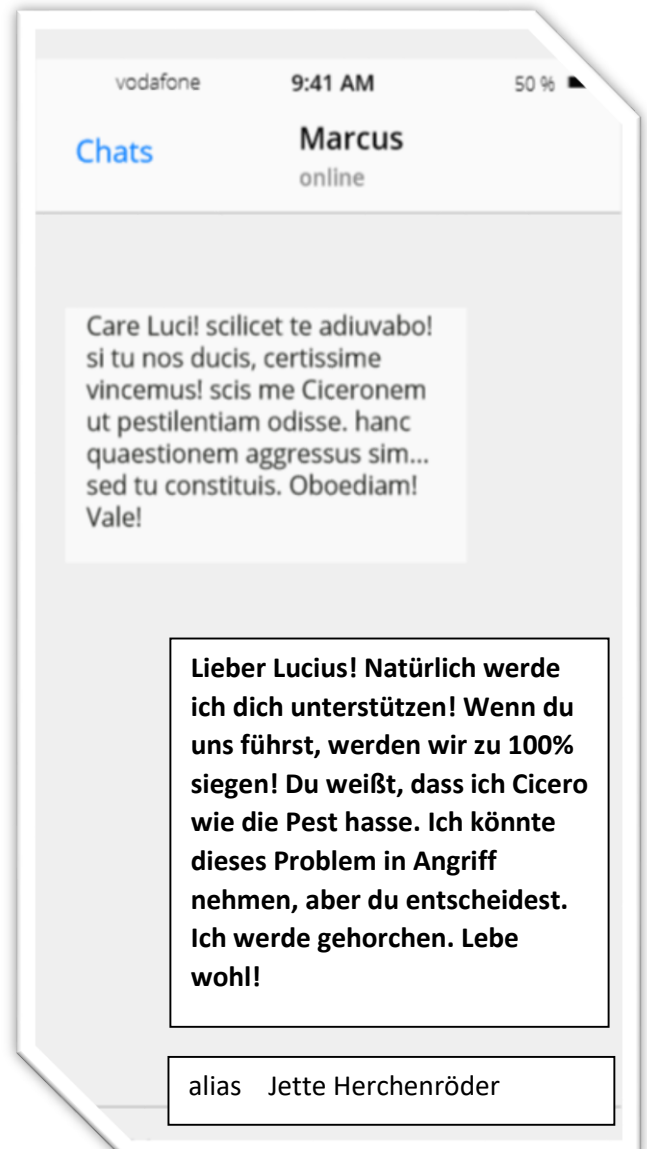 vodafone 9:41 AM 50 %
Chats Marcus
online
Care Luci! scilicet te adiuvabo!
si tu nos ducis, certissime
vincemus! scis me Ciceronem
ut pestilentiam odisse. hanc
quaestionem aggressus sim...
sed tu constituis. Oboediam!
Vale!
Lieber Lucius! Natürlich werde
ich dich unterstützen! Wenn du
uns führst, werden wir zu 100%
siegen! Du weißt, dass ich Cicero
wie die Pest hasse. Ich könnte
dieses Problem in Angriff
nehmen, aber du entscheidest.
Ich werde gehorchen. Lebe
wohl!
alias Jette Herchenröder